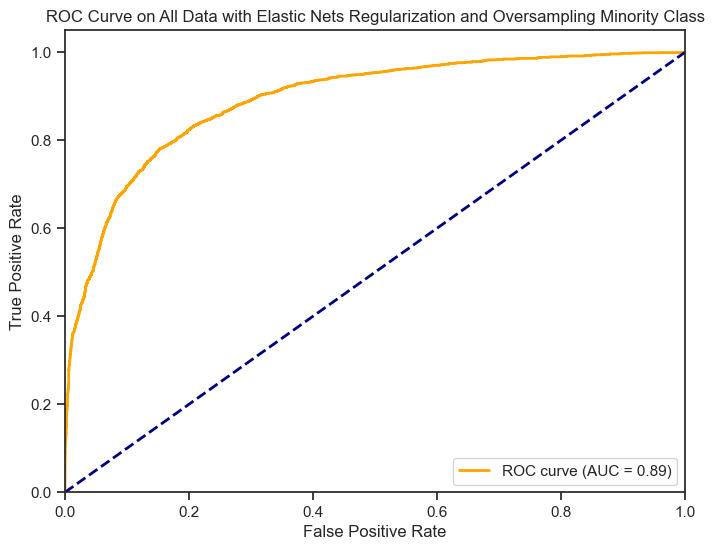 ROC Curve on All Data with Elastic Nets Regularization and Oversampling Minority Class
1.0
0.8
0.6
0.4
0.2
0.0
True Positive Rate
ROC curve (AUC = 0.89)
0.0 0.2 0.4 0.6 0.8 1.0
False Positive Rate